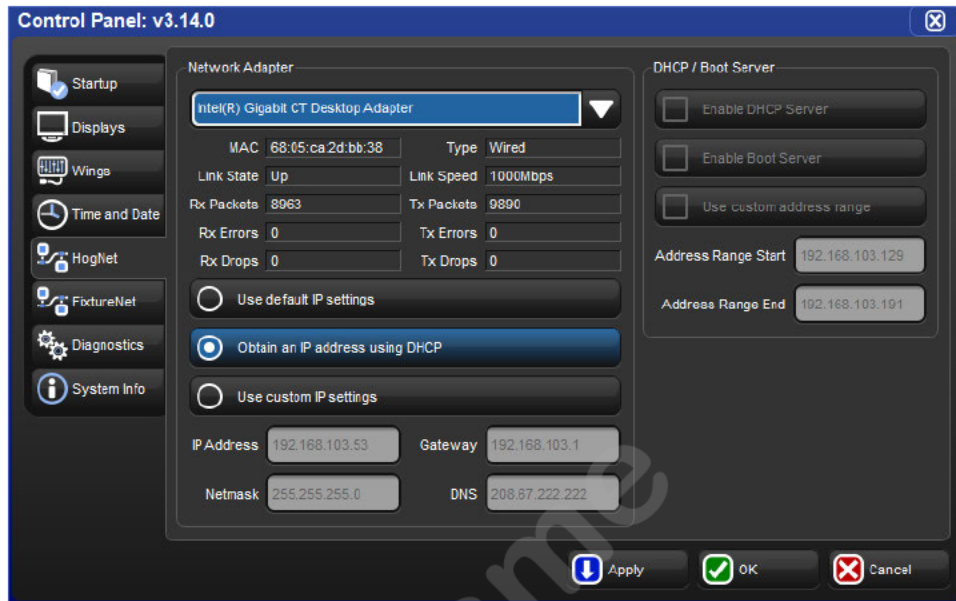 Control Panel: v3.14.0
Startup
Displays
Wings
Time and Date
HogNet
FixtureNet
Diagnostics
System Info
Network Adapter
Intel(R) Gigabit CT Desktop Adapter
MAC 68:05:ca:2d:bb:38 Type Wired
Link State Up Link Speed 1000Mbps
Rx Packets 8963 Tx Packets 9890
Rx Errors 0 Tx Errors 0
Rx Drops 0 Tx Drops 0
Use default IP settings
Obtain an IP address using DHCP
Use custom IP settings
IP Address 192.168.103.53 Gateway 192.168.103.1
Netmask 255.255.255.0 DNS 208.67.222.222
DHCP / Boot Server
Enable DHCP Server
Enable Boot Server
Use custom address range
Address Range Start 192.168.103.129
Address Range End 192.168.103.191
Apply OK Cancel